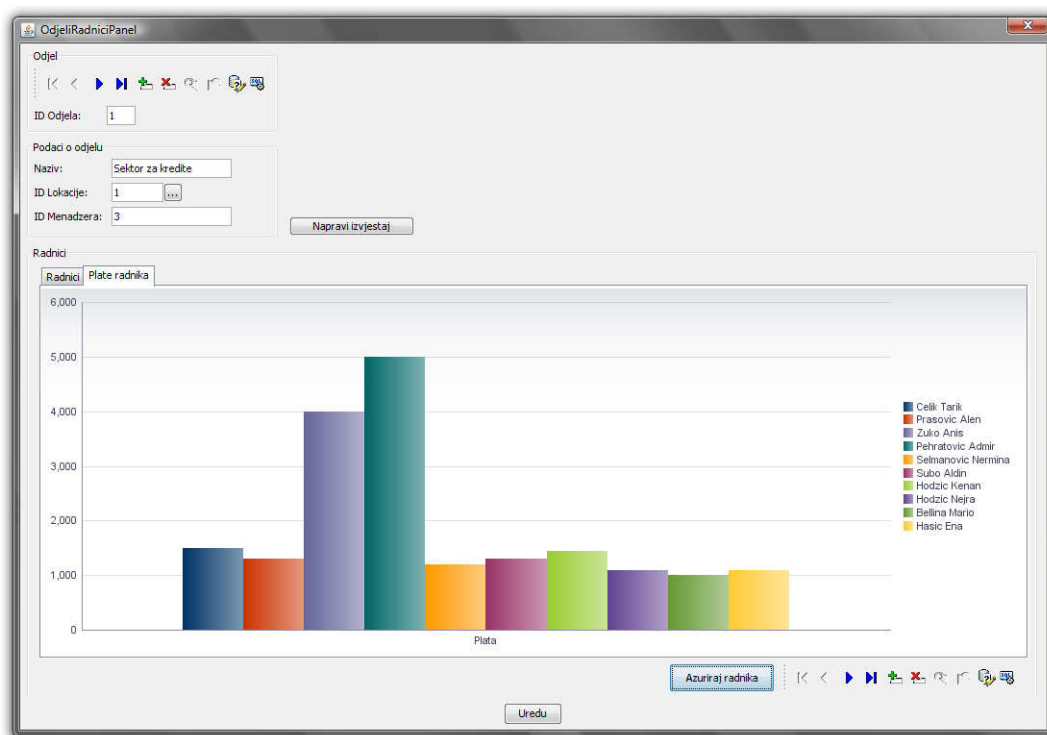 OdjeliRadniciPanel
Odjel
ID Odjela: 1
Podaci o odjelu
Naziv: Sektor za kredite
ID Lokacije: 1 ...
ID Menadzera: 3
Napravi izvjestaj
Radnici
Radnici Plate radnika
6,000
5,000
4,000
3,000
2,000
1,000
0
Plata
Celik Tarik
Prasovic Alen
Zuko Anis
Pehratovic Admir
Selmanovic Nermina
Subo Aldin
Hodzic Kenan
Hodzic Nejra
Bellina Mario
Hasic Ena
Azuriraj radnika
Uredu